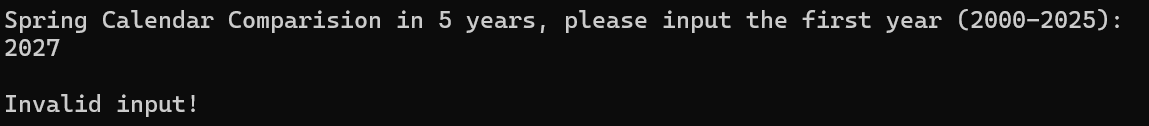 Spring Calendar Comparision in 5 years, please input the first year (2000-2025):
2027
Invalid input!